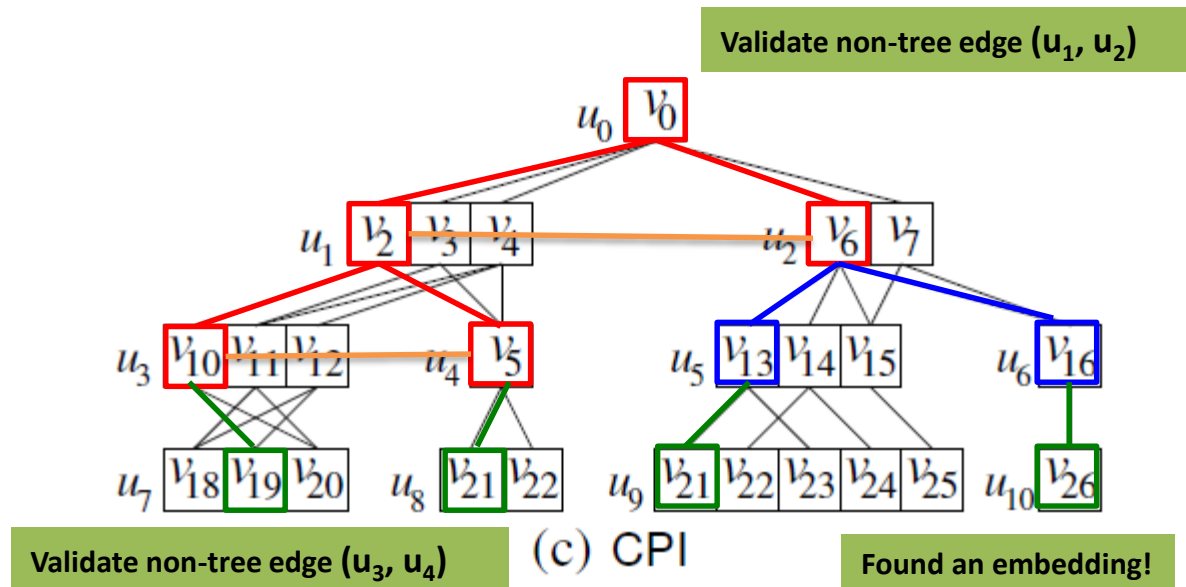 Validate non-tree edge (u₁, u₂)
u₀ v₀
u₁ v₂ v₃ v₄ u₂ v₆ v₇
u₃ v₁₀ v₁₁ v₁₂ u₄ v₅ u₅ v₁₃ v₁₄ v₁₅ u₆ v₁₆
u₇ v₁₈ v₁₉ v₂₀ u₈ v₂₁ v₂₂ u₉ v₂₁ v₂₂ v₂₃ v₂₄ v₂₅ u₁₀ v₂₆
Validate non-tree edge (u₃, u₄)
(c) CPI
Found an embedding!